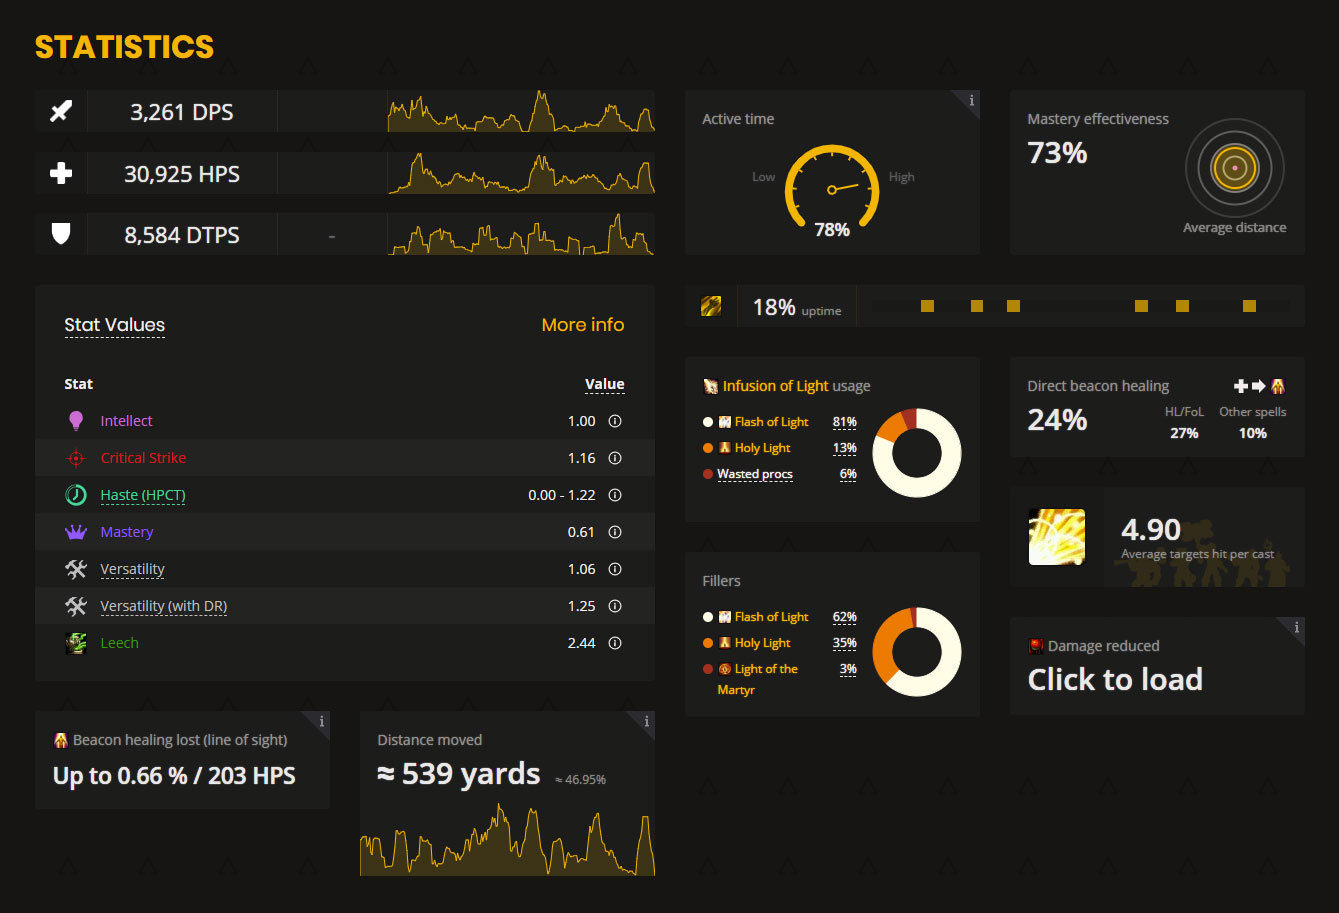 STATISTICS
3,261 DPS
30,925 HPS
8,584 DTPS -
Active time
Low High
78%
Mastery effectiveness
73%
Average distance
Stat Values More info
Stat Value
Intellect 1.00
Critical Strike 1.16
Haste (HPCT) 0.00 - 1.22
Mastery 0.61
Versatility 1.06
Versatility (with DR) 1.25
Leech 2.44
18% uptime
Infusion of Light usage
Flash of Light 81%
Holy Light 13%
Wasted procs 6%
Direct beacon healing
24%
HL/FoL Other spells
27% 10%
4.90
Average targets hit per cast
Fillers
Flash of Light 62%
Holy Light 35%
Light of the 3%
Martyr
Damage reduced
Click to load
Beacon healing lost (line of sight)
Up to 0.66 % / 203 HPS
Distance moved
≈ 539 yards ≈ 46.95%